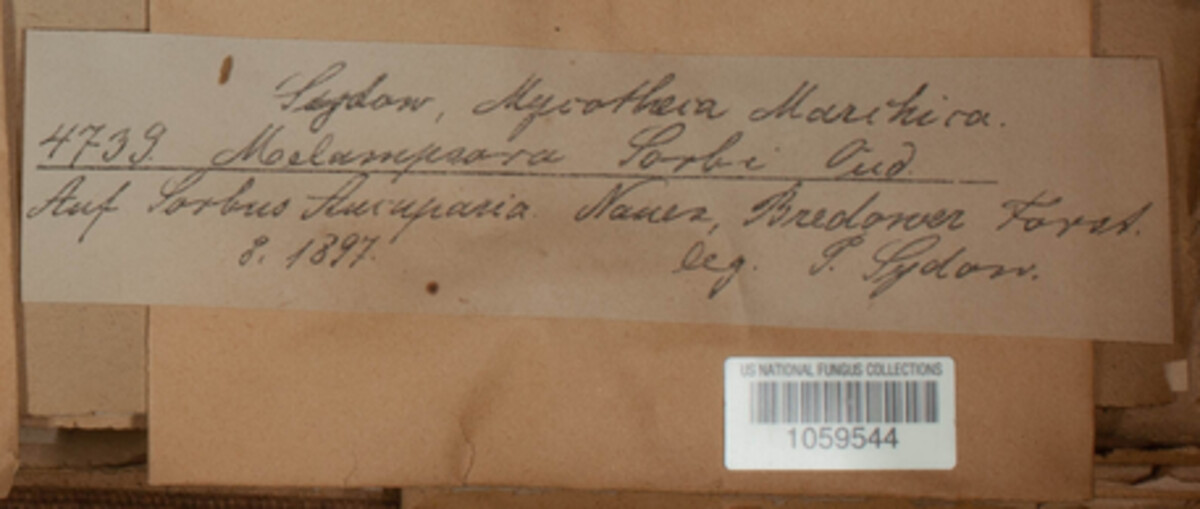 Sydow, Mycotheca Marchica.
4739. Melampsora Sorbi Oud.
Auf Sorbus Aucuparia. Nauen, Bredower Forst.
8. 1897. leg. P. Sydow.
US NATIONAL FUNGUS COLLECTIONS
1059544